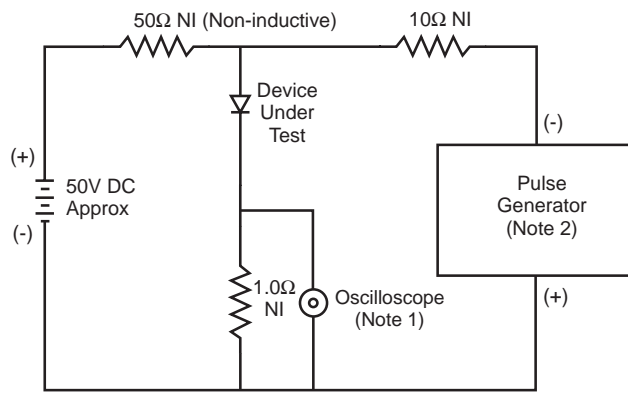 50Ω NI (Non-inductive)
10Ω NI
Device
Under
Test
(-)
(+)
50V DC
Approx
(-)
Pulse
Generator
(Note 2)
1.0Ω
NI
Oscilloscope
(Note 1)
(+)